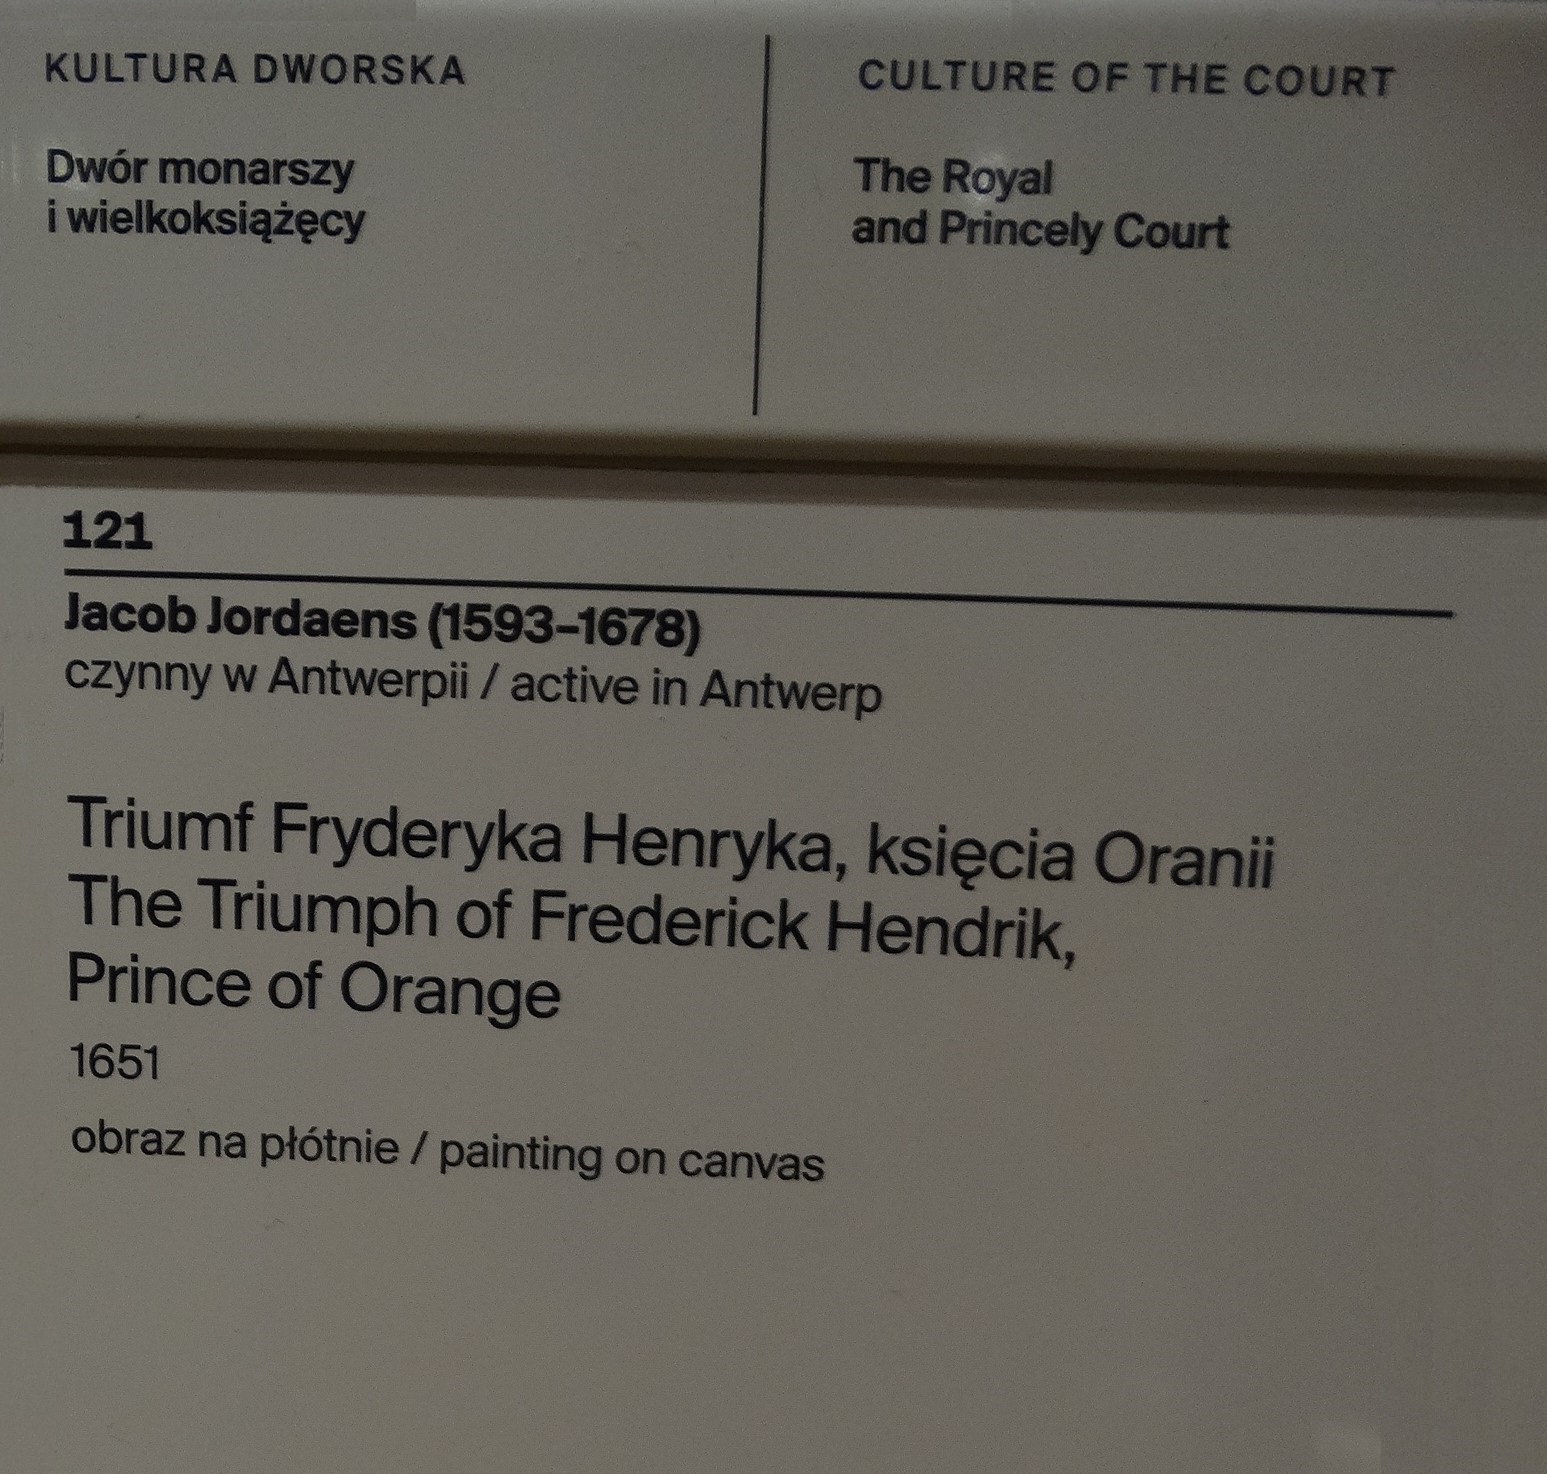 KULTURA DWORSKA
Dwór monarszy
i wielkoksiążęcy
CULTURE OF THE COURT
The Royal
and Princely Court
121
Jacob Jordaens (1593–1678)
czynny w Antwerpii / active in Antwerp
Triumf Fryderyka Henryka, księcia Oranii
The Triumph of Frederick Hendrik,
Prince of Orange
1651
obraz na płótnie / painting on canvas